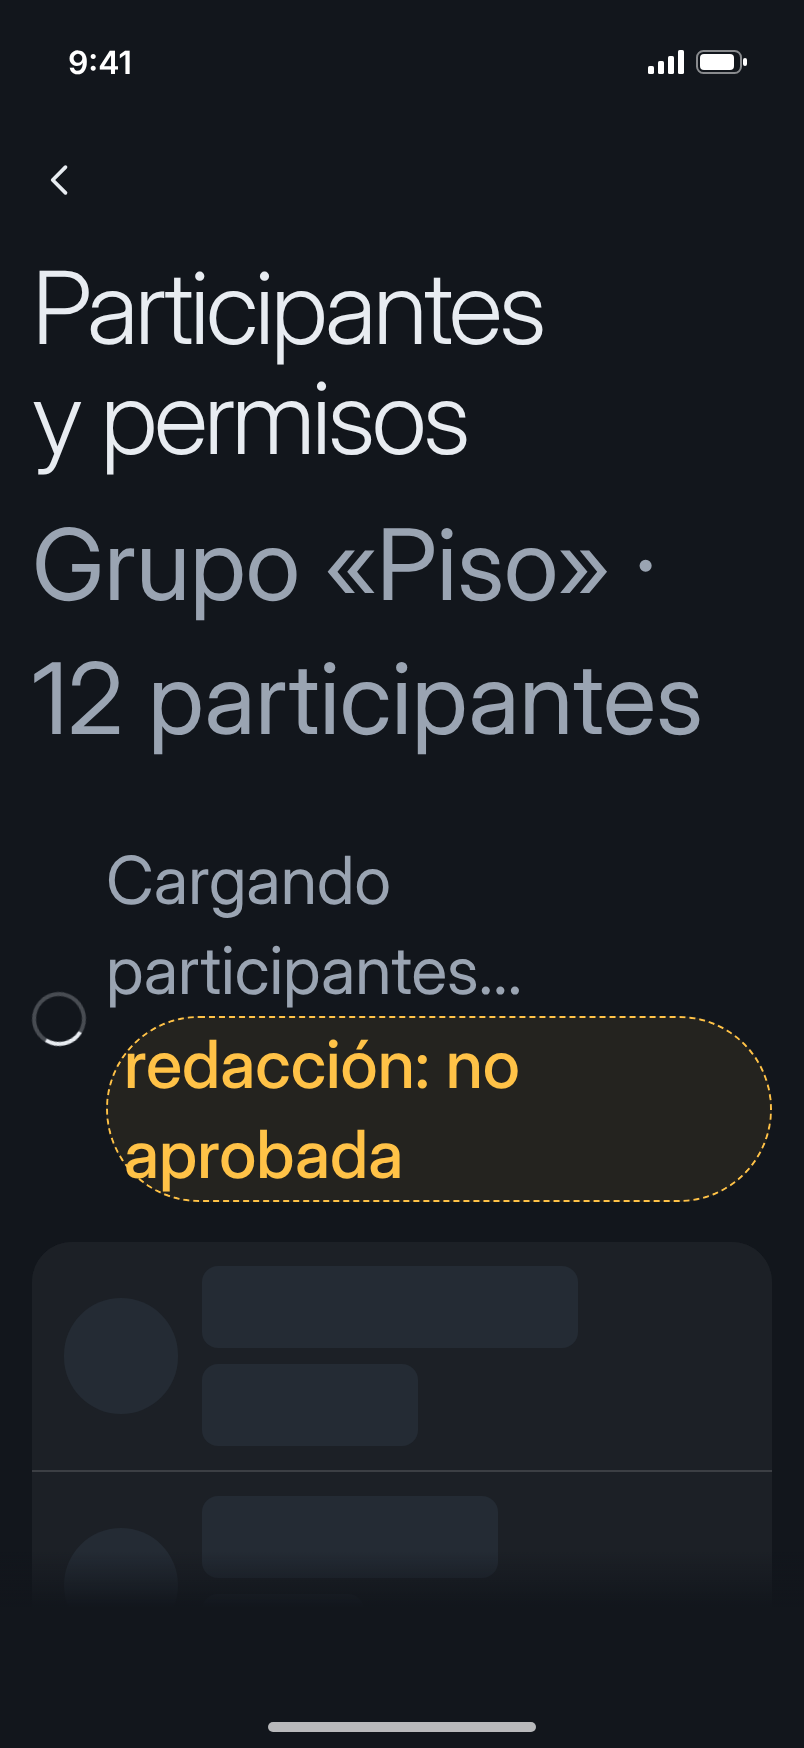 9:41
Participantes
y permisos
Grupo «Piso» ·
12 participantes
Cargando
participantes…
redacción: no
aprobada